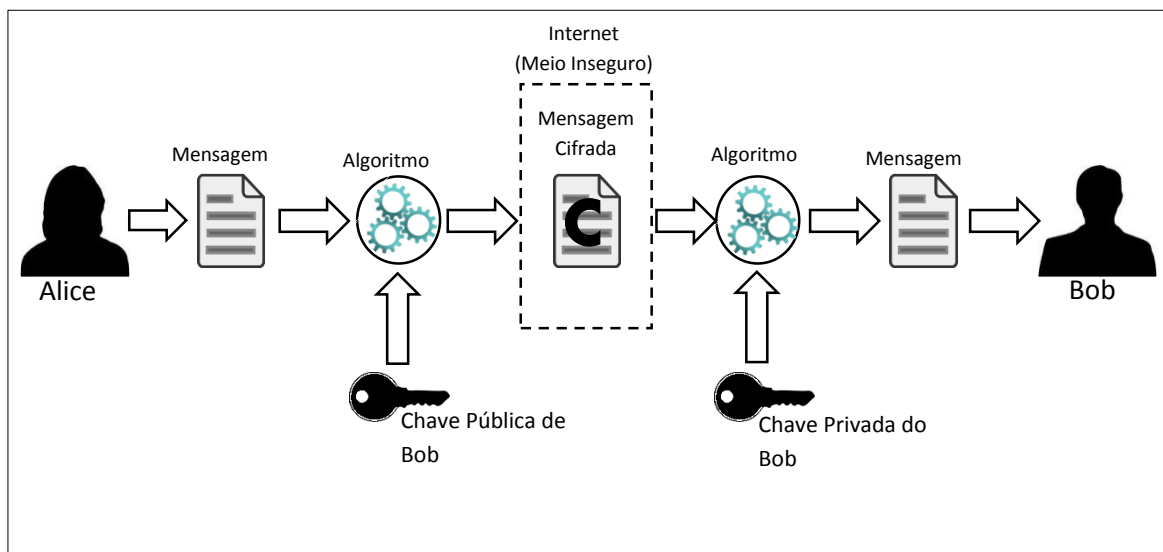 Internet
(Meio Inseguro)
Mensagem
Cifrada
Mensagem
Algoritmo
Algoritmo
Mensagem
C
Alice
Bob
Chave Pública de
Bob
Chave Privada do
Bob